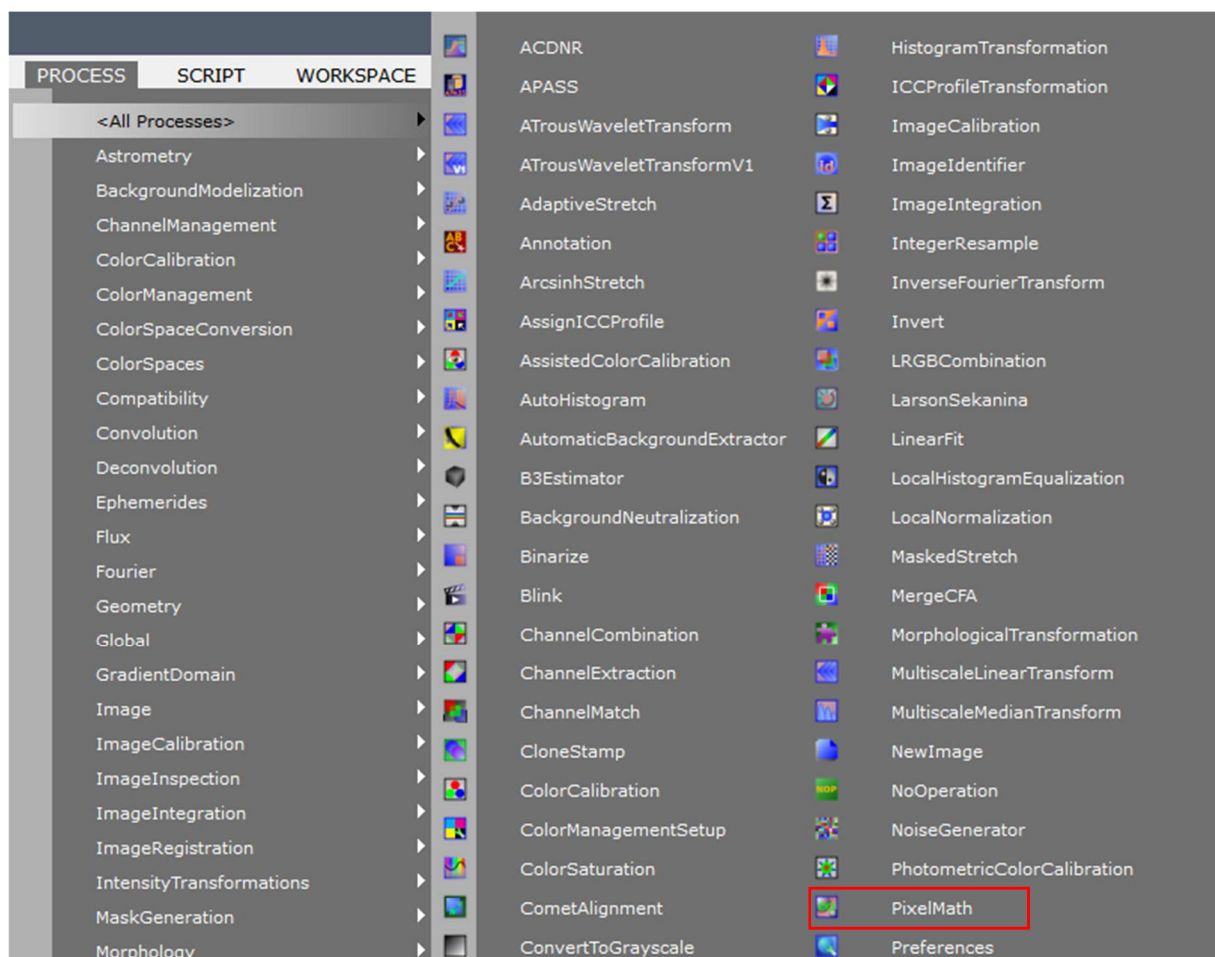 PROCESS SCRIPT WORKSPACE
<All Processes>
Astrometry
BackgroundModelization
ChannelManagement
ColorCalibration
ColorManagement
ColorSpaceConversion
ColorSpaces
Compatibility
Convolution
Deconvolution
Ephemerides
Flux
Fourier
Geometry
Global
GradientDomain
Image
ImageCalibration
ImageInspection
ImageIntegration
ImageRegistration
IntensityTransformations
MaskGeneration
Morphology
ACDNR
APASS
ATrousWaveletTransform
ATrousWaveletTransformV1
AdaptiveStretch
Annotation
ArcsinhStretch
AssignICCProfile
AssistedColorCalibration
AutoHistogram
AutomaticBackgroundExtractor
B3Estimator
BackgroundNeutralization
Binarize
Blink
ChannelCombination
ChannelExtraction
ChannelMatch
CloneStamp
ColorCalibration
ColorManagementSetup
ColorSaturation
CometAlignment
ConvertToGrayscale
HistogramTransformation
ICCProfileTransformation
ImageCalibration
ImageIdentifier
ImageIntegration
IntegerResample
InverseFourierTransform
Invert
LRGBCombination
LarsonSekanina
LinearFit
LocalHistogramEqualization
LocalNormalization
MaskedStretch
MergeCFA
MorphologicalTransformation
MultiscaleLinearTransform
MultiscaleMedianTransform
NewImage
NOP NoOperation
NoiseGenerator
PhotometricColorCalibration
PixelMath
Preferences